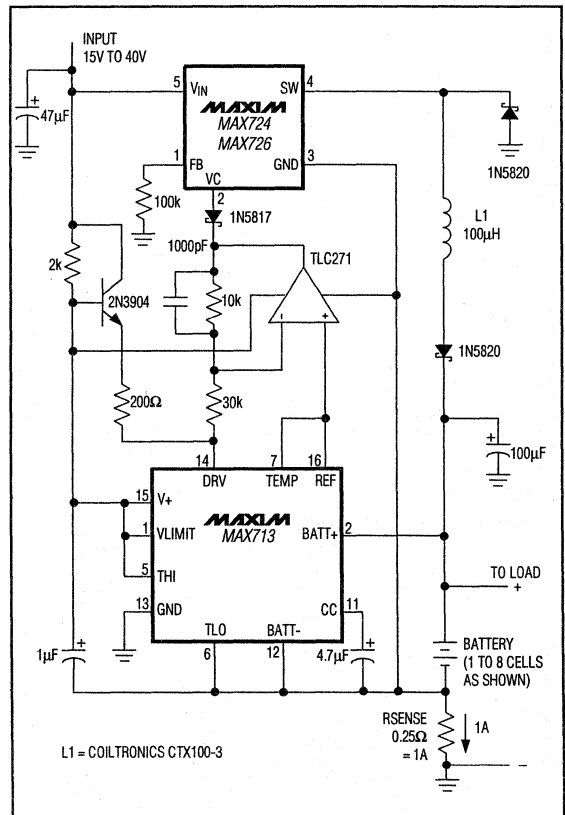 INPUT
15V TO 40V
47µF
+
5
VIN
SW
4
MAXIM
MAX724
MAX726
1
FB
GND
3
VC
2
1N5820
100k
1N5817
L1
100µH
1000pF
TLC271
2k
2N3904
10k
-
+
1N5820
200Ω
30k
+
100µF
14
DRV
7
TEMP
16
REF
15
V+
MAXIM
MAX713
1
VLIMIT
BATT+
2
5
THI
TO LOAD
+
13
GND
CC
11
TLO
6
BATT-
12
1µF
+
4.7µF
+
BATTERY
(1 TO 8 CELLS
AS SHOWN)
RSENSE
0.25Ω
= 1A
1A
-
L1 = COILTRONICS CTX100-3